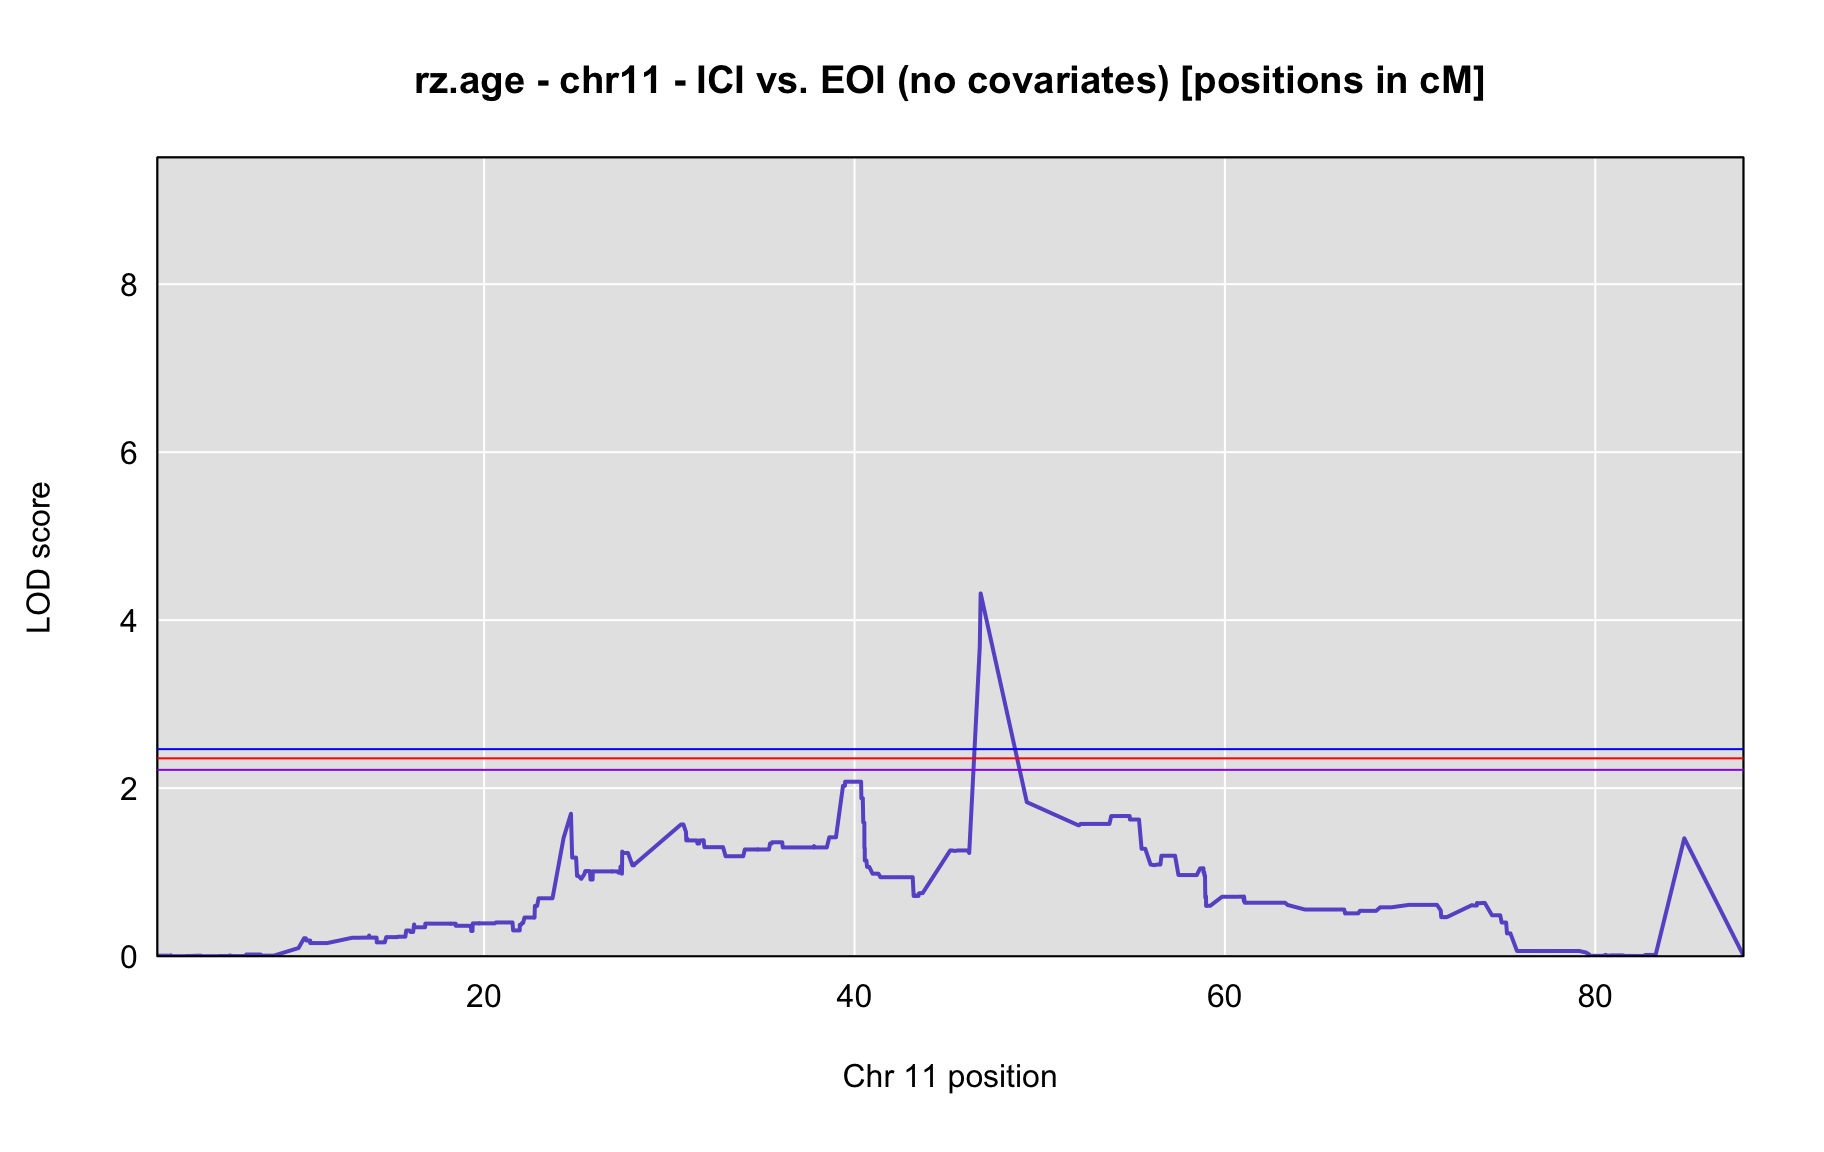 rz.age - chr11 - ICI vs. EOI (no covariates) [positions in cM]
8
6
4
2
0
LOD score
20 40 60 80
Chr 11 position